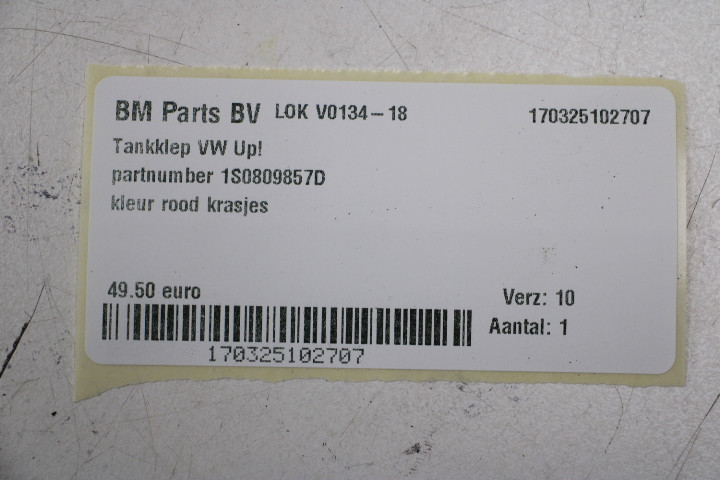 BM Parts BV LOK V0134-18 170325102707
Tankklep VW Up!
partnumber 1S0809857D
kleur rood krasjes
49.50 euro Verz: 10
Aantal: 1
170325102707